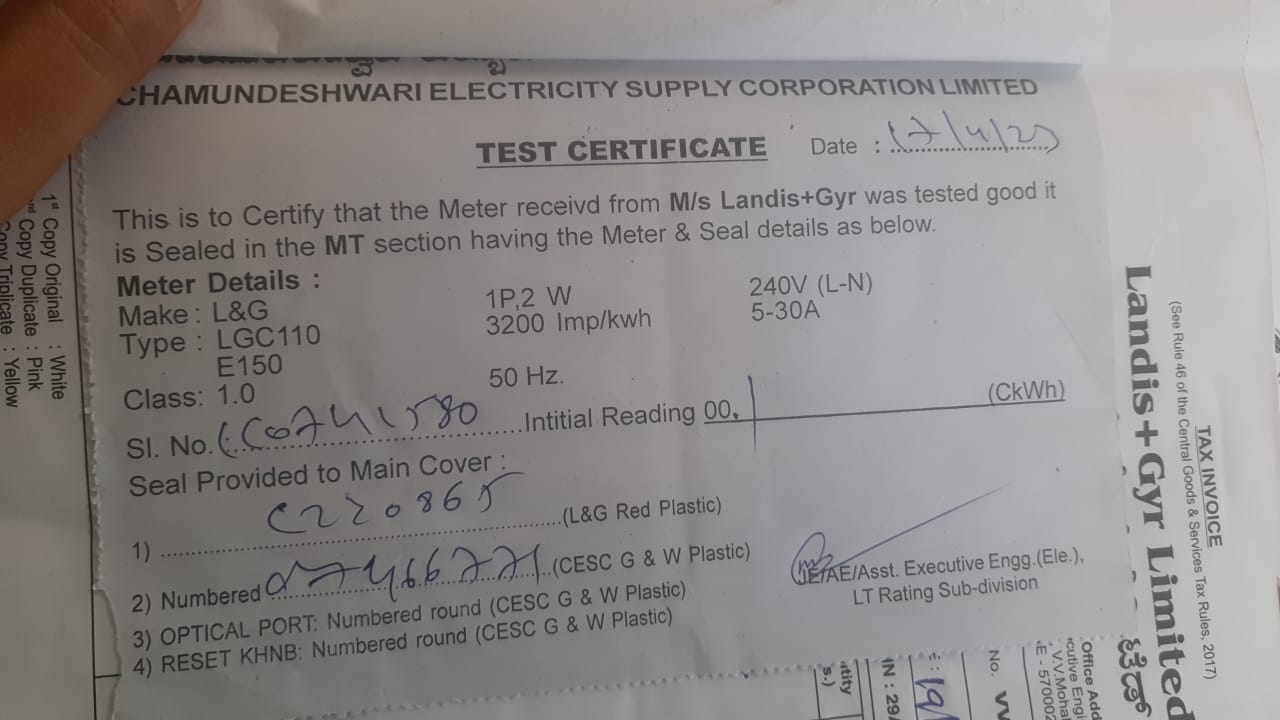 CHAMUNDESHWARI ELECTRICITY SUPPLY CORPORATION LIMITED
TEST CERTIFICATE Date :
This is to Certify that the Meter receivd from M/s Landis+Gyr was tested good it
is Sealed in the MT section having the Meter & Seal details as below.
Meter Details :
Make : L&G 1P,2 W 240V (L-N)
Type : LGC110 3200 Imp/kwh 5-30A
E150
Class: 1.0 50 Hz.
Sl. No. Intitial Reading 00. (CkWh)
Seal Provided to Main Cover :
C220865
1) (L&G Red Plastic)
2) Numbered (CESC G & W Plastic)
3) OPTICAL PORT: Numbered round (CESC G & W Plastic)
4) RESET KHNB: Numbered round (CESC G & W Plastic)
JE/AE/Asst. Executive Engg.(Ele.),
LT Rating Sub-division
1st Copy Original : White
Copy Duplicate : Pink
Copy Triplicate : Yellow
TAX INVOICE
(See Rule 46 of the Central Goods & Services Tax Rules, 2017)
Landis+Gyr Limited
Office
No.